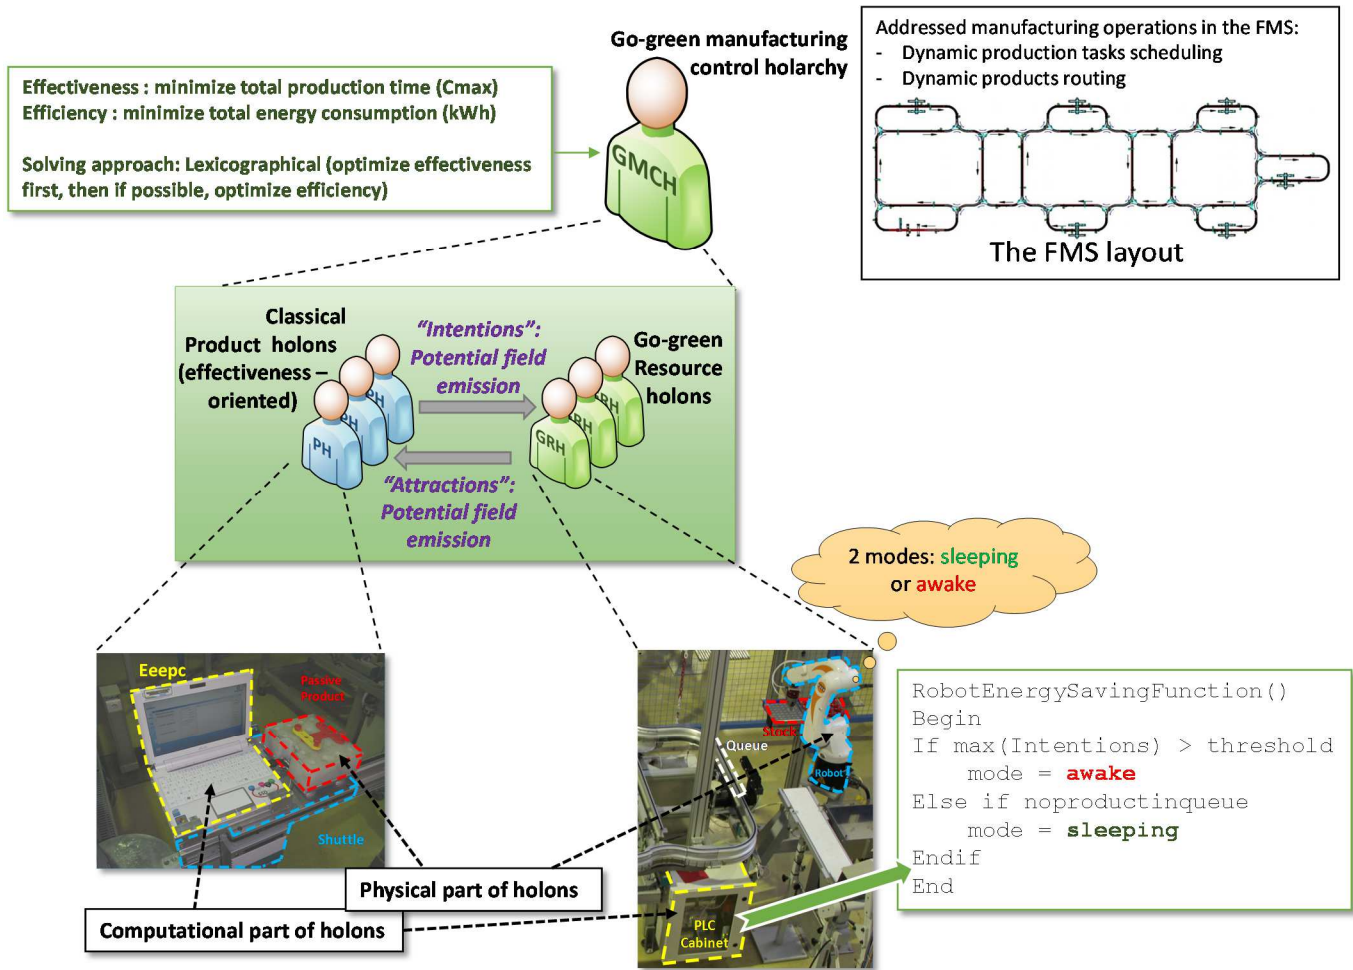 Go-green manufacturing
control holarchy
Effectiveness : minimize total production time (Cmax)
Efficiency : minimize total energy consumption (kWh)
Solving approach: Lexicographical (optimize effectiveness
first, then if possible, optimize efficiency)
GMCH
Addressed manufacturing operations in the FMS:
- Dynamic production tasks scheduling
- Dynamic products routing
The FMS layout
Classical
Product holons
(effectiveness –
oriented)
"Intentions":
Potential field
emission
Go-green
Resource
holons
PH
PH
PH
GRH
GRH
GRH
"Attractions":
Potential field
emission
2 modes: sleeping
or awake
Eeepc
Passive
Product
Shuttle
Stock
Queue
Robot
PLC
Cabinet
Physical part of holons
Computational part of holons
RobotEnergySavingFunction()
Begin
If max(Intentions) > threshold
mode = awake
Else if noproductinqueue
mode = sleeping
Endif
End